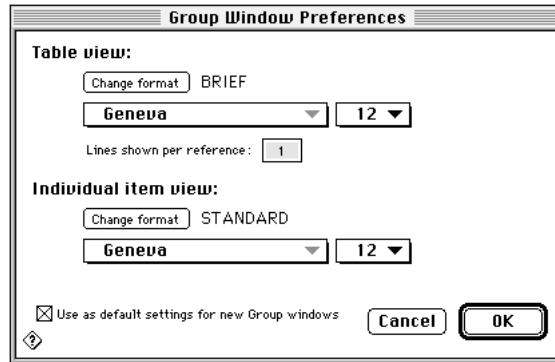 Group Window Preferences
Table view:
Change format BRIEF
Geneva 12
Lines shown per reference: 1
Individual item view:
Change format STANDARD
Geneva 12
Use as default settings for new Group windows
Cancel OK
?